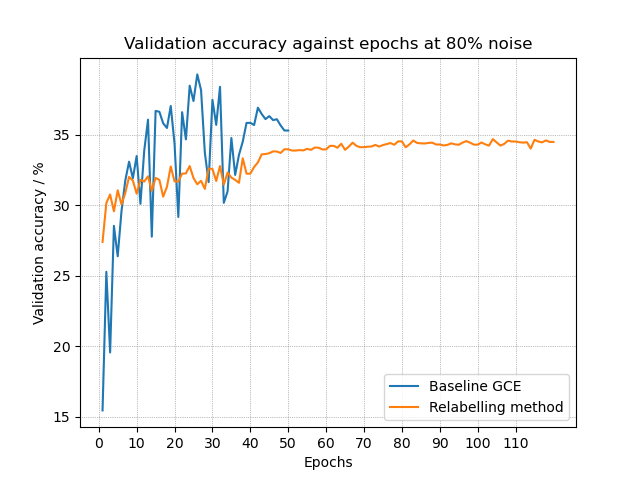 Validation accuracy against epochs at 80% noise
Validation accuracy / %
35
30
25
20
15
Baseline GCE
Relabelling method
0 10 20 30 40 50 60 70 80 90 100 110
Epochs